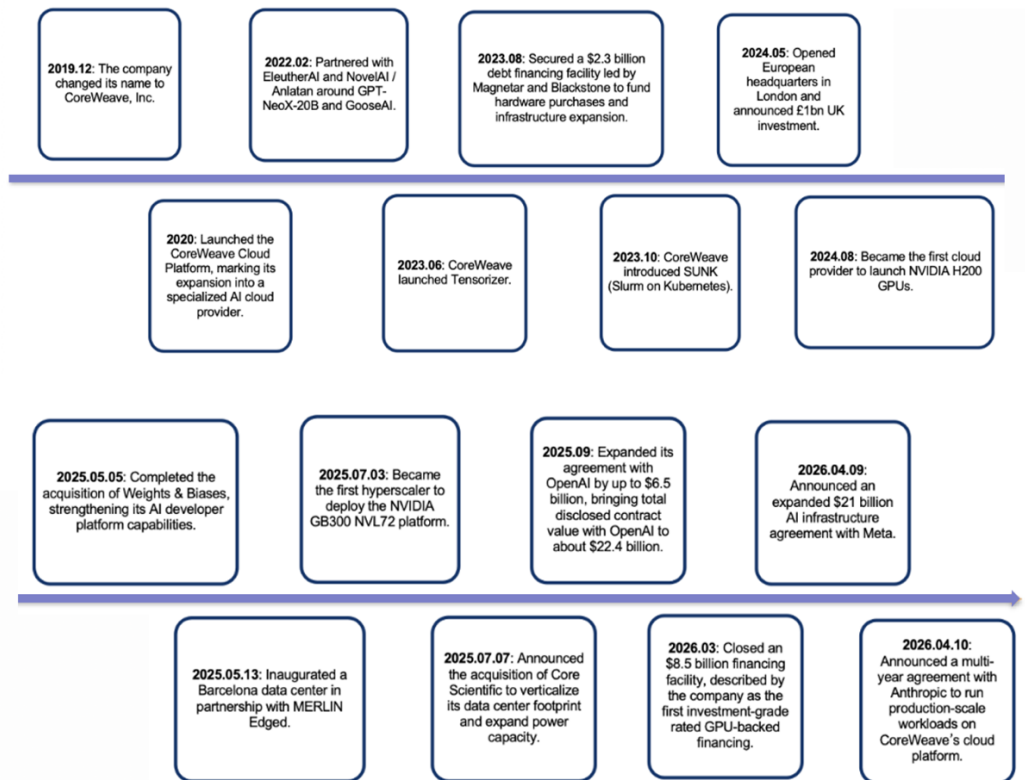 2019.12: The company
changed its name to
CoreWeave, Inc.
2022.02: Partnered with
EleutherAI and NovelAI /
Anlatan around GPT-
NeoX-20B and GooseAI.
2023.08: Secured a $2.3 billion
debt financing facility led by
Magnetar and Blackstone to fund
hardware purchases and
infrastructure expansion.
2024.05: Opened
European
headquarters in
London and
announced £1bn UK
investment.
2020: Launched the
CoreWeave Cloud
Platform, marking its
expansion into a
specialized AI cloud
provider.
2023.06: CoreWeave
launched Tensorizer.
2023.10: CoreWeave
introduced SUNK
(Slurm on Kubernetes).
2024.08: Became the first cloud
provider to launch NVIDIA H200
GPUs.
2025.05.05: Completed the
acquisition of Weights & Biases,
strengthening its AI developer
platform capabilities.
2025.07.03: Became
the first hyperscaler to
deploy the NVIDIA
GB300 NVL72 platform.
2025.09: Expanded its
agreement with
OpenAI by up to $6.5
billion, bringing total
disclosed contract
value with OpenAI to
about $22.4 billion.
2026.04.09:
Announced an
expanded $21 billion
AI infrastructure
agreement with Meta.
2025.05.13: Inaugurated a
Barcelona data center in
partnership with MERLIN
Edged.
2025.07.07: Announced
the acquisition of Core
Scientific to verticalize
its data center footprint
and expand power
capacity.
2026.03: Closed an
$8.5 billion financing
facility, described by
the company as the
first investment-grade
rated GPU-backed
financing.
2026.04.10:
Announced a multi-
year agreement with
Anthropic to run
production-scale
workloads on
CoreWeave's cloud
platform.